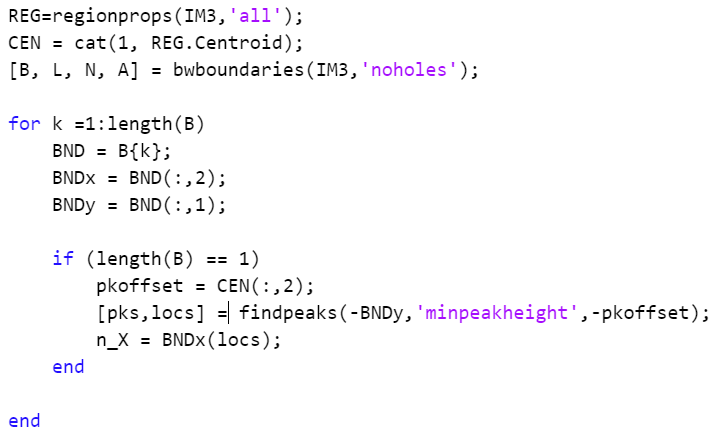 REG=regionprops(IM3,'all');
CEN = cat(1, REG.Centroid);
[B, L, N, A] = bwboundaries(IM3,'noholes');

for k =1:length(B)
    BND = B{k};
    BNDx = BND(:,2);
    BNDy = BND(:,1);

    if (length(B) == 1)
        pkoffset = CEN(:,2);
        [pks,locs] = findpeaks(-BNDy,'minpeakheight',-pkoffset);
        n_X = BNDx(locs);
    end

end